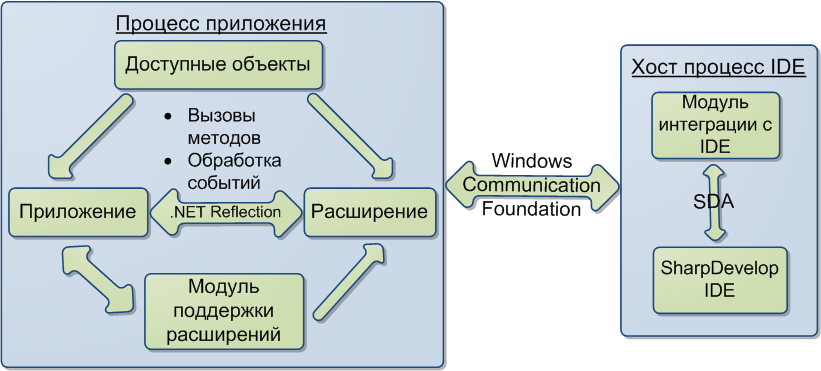 Процесс приложения
Доступные объекты
• Вызовы
методов
• Обработка
событий
Приложение
.NET Reflection
Расширение
Модуль
поддержки
расширений
Windows
Communication
Foundation
Хост процесс IDE
Модуль
интеграции с
IDE
SDA
SharpDevelop
IDE